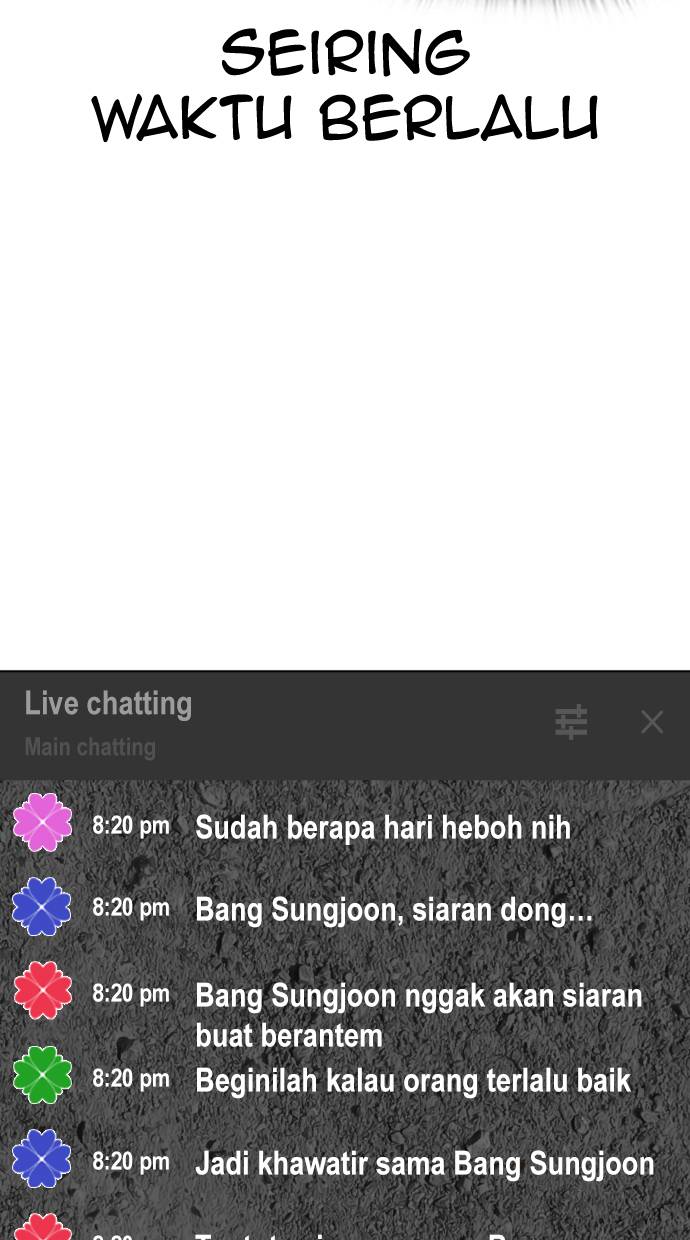 SEIRING
WAKTU BERLALU
Live chatting
Main chatting
8:20 pm Sudah berapa hari heboh nih
8:20 pm Bang Sungjoon, siaran dong...
8:20 pm Bang Sungjoon nggak akan siaran
buat berantem
8:20 pm Beginilah kalau orang terlalu baik
8:20 pm Jadi khawatir sama Bang Sungjoon